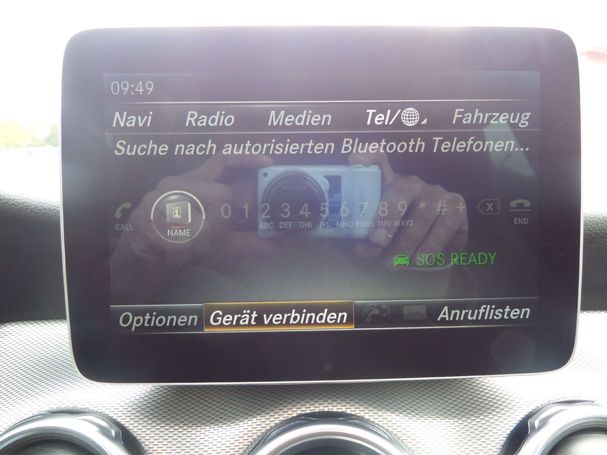 09:49
Navi Radio Medien Tel/ Fahrzeug
Suche nach autorisierten Bluetooth Telefonen...
0 1 2 3 4 5 6 7 8 9 * # +
CALL NAME ABC DEF GHI JKL MNO PQRS TUV WXYZ END
SOS READY
Optionen Gerät verbinden Anruflisten